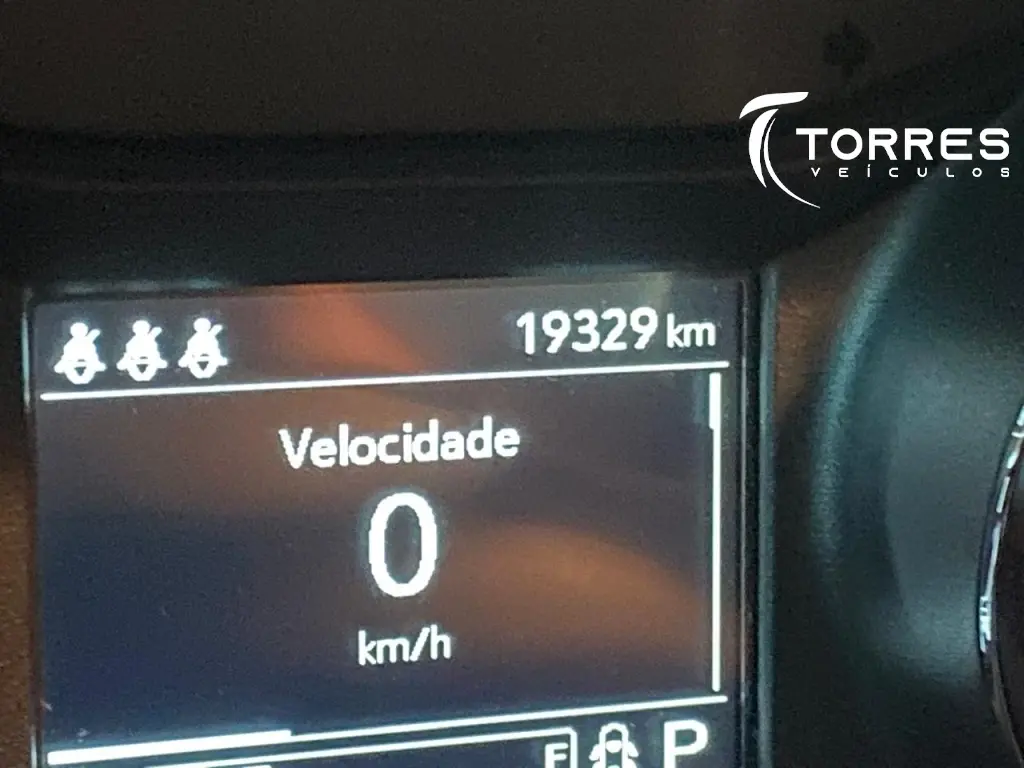 TORRES
VEÍCULOS
19329 km
Velocidade
0
km/h
F P